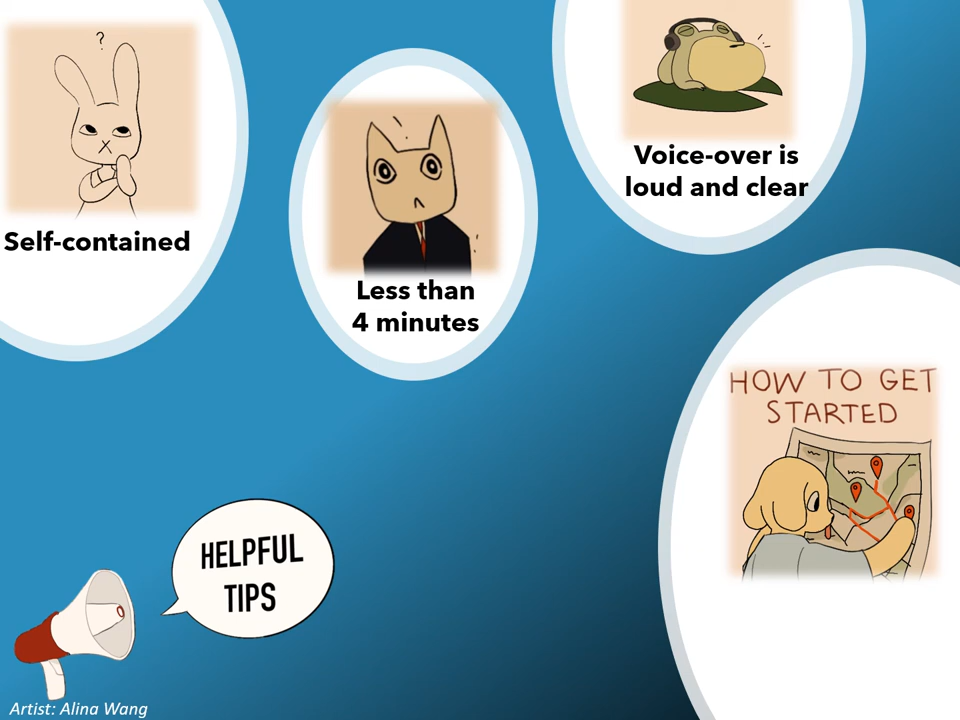 ?
Self-contained
Less than
4 minutes
Voice-over is
loud and clear
HOW TO GET
STARTED
HELPFUL
TIPS
Artist: Alina Wang